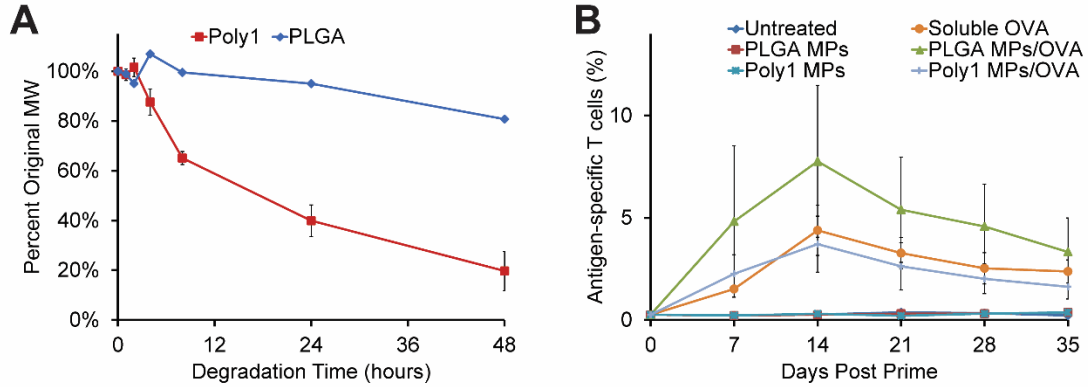 A
Poly1 PLGA
100%
80%
60%
40%
20%
0%
0 12 24 36 48
Degradation Time (hours)
Percent Original MW
B
Untreated Soluble OVA
PLGA MPs PLGA MPs/OVA
Poly1 MPs Poly1 MPs/OVA
10
5
0
0 7 14 21 28 35
Days Post Prime
Antigen-specific T cells (%)